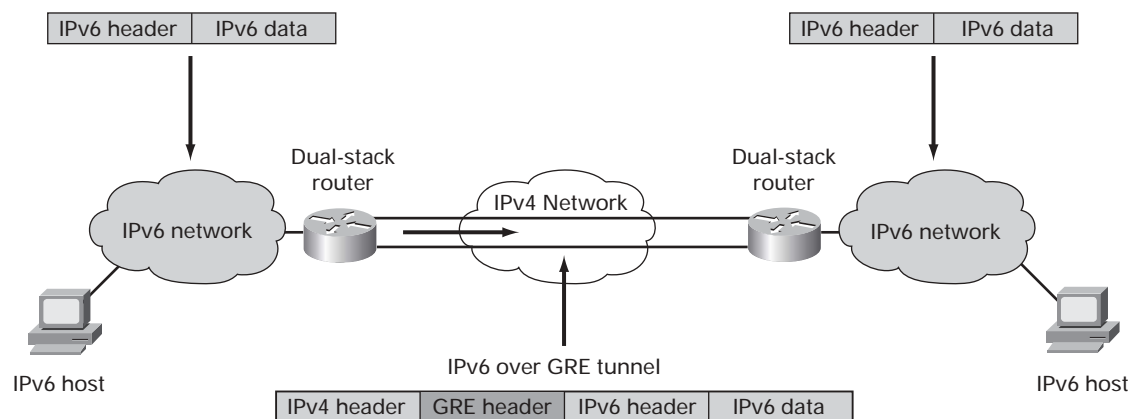 IPv6 header IPv6 data
IPv6 header IPv6 data
Dual-stack
router
Dual-stack
router
IPv6 network
IPv4 Network
IPv6 network
IPv6 host
IPv6 over GRE tunnel
IPv6 host
IPv4 header GRE header IPv6 header IPv6 data